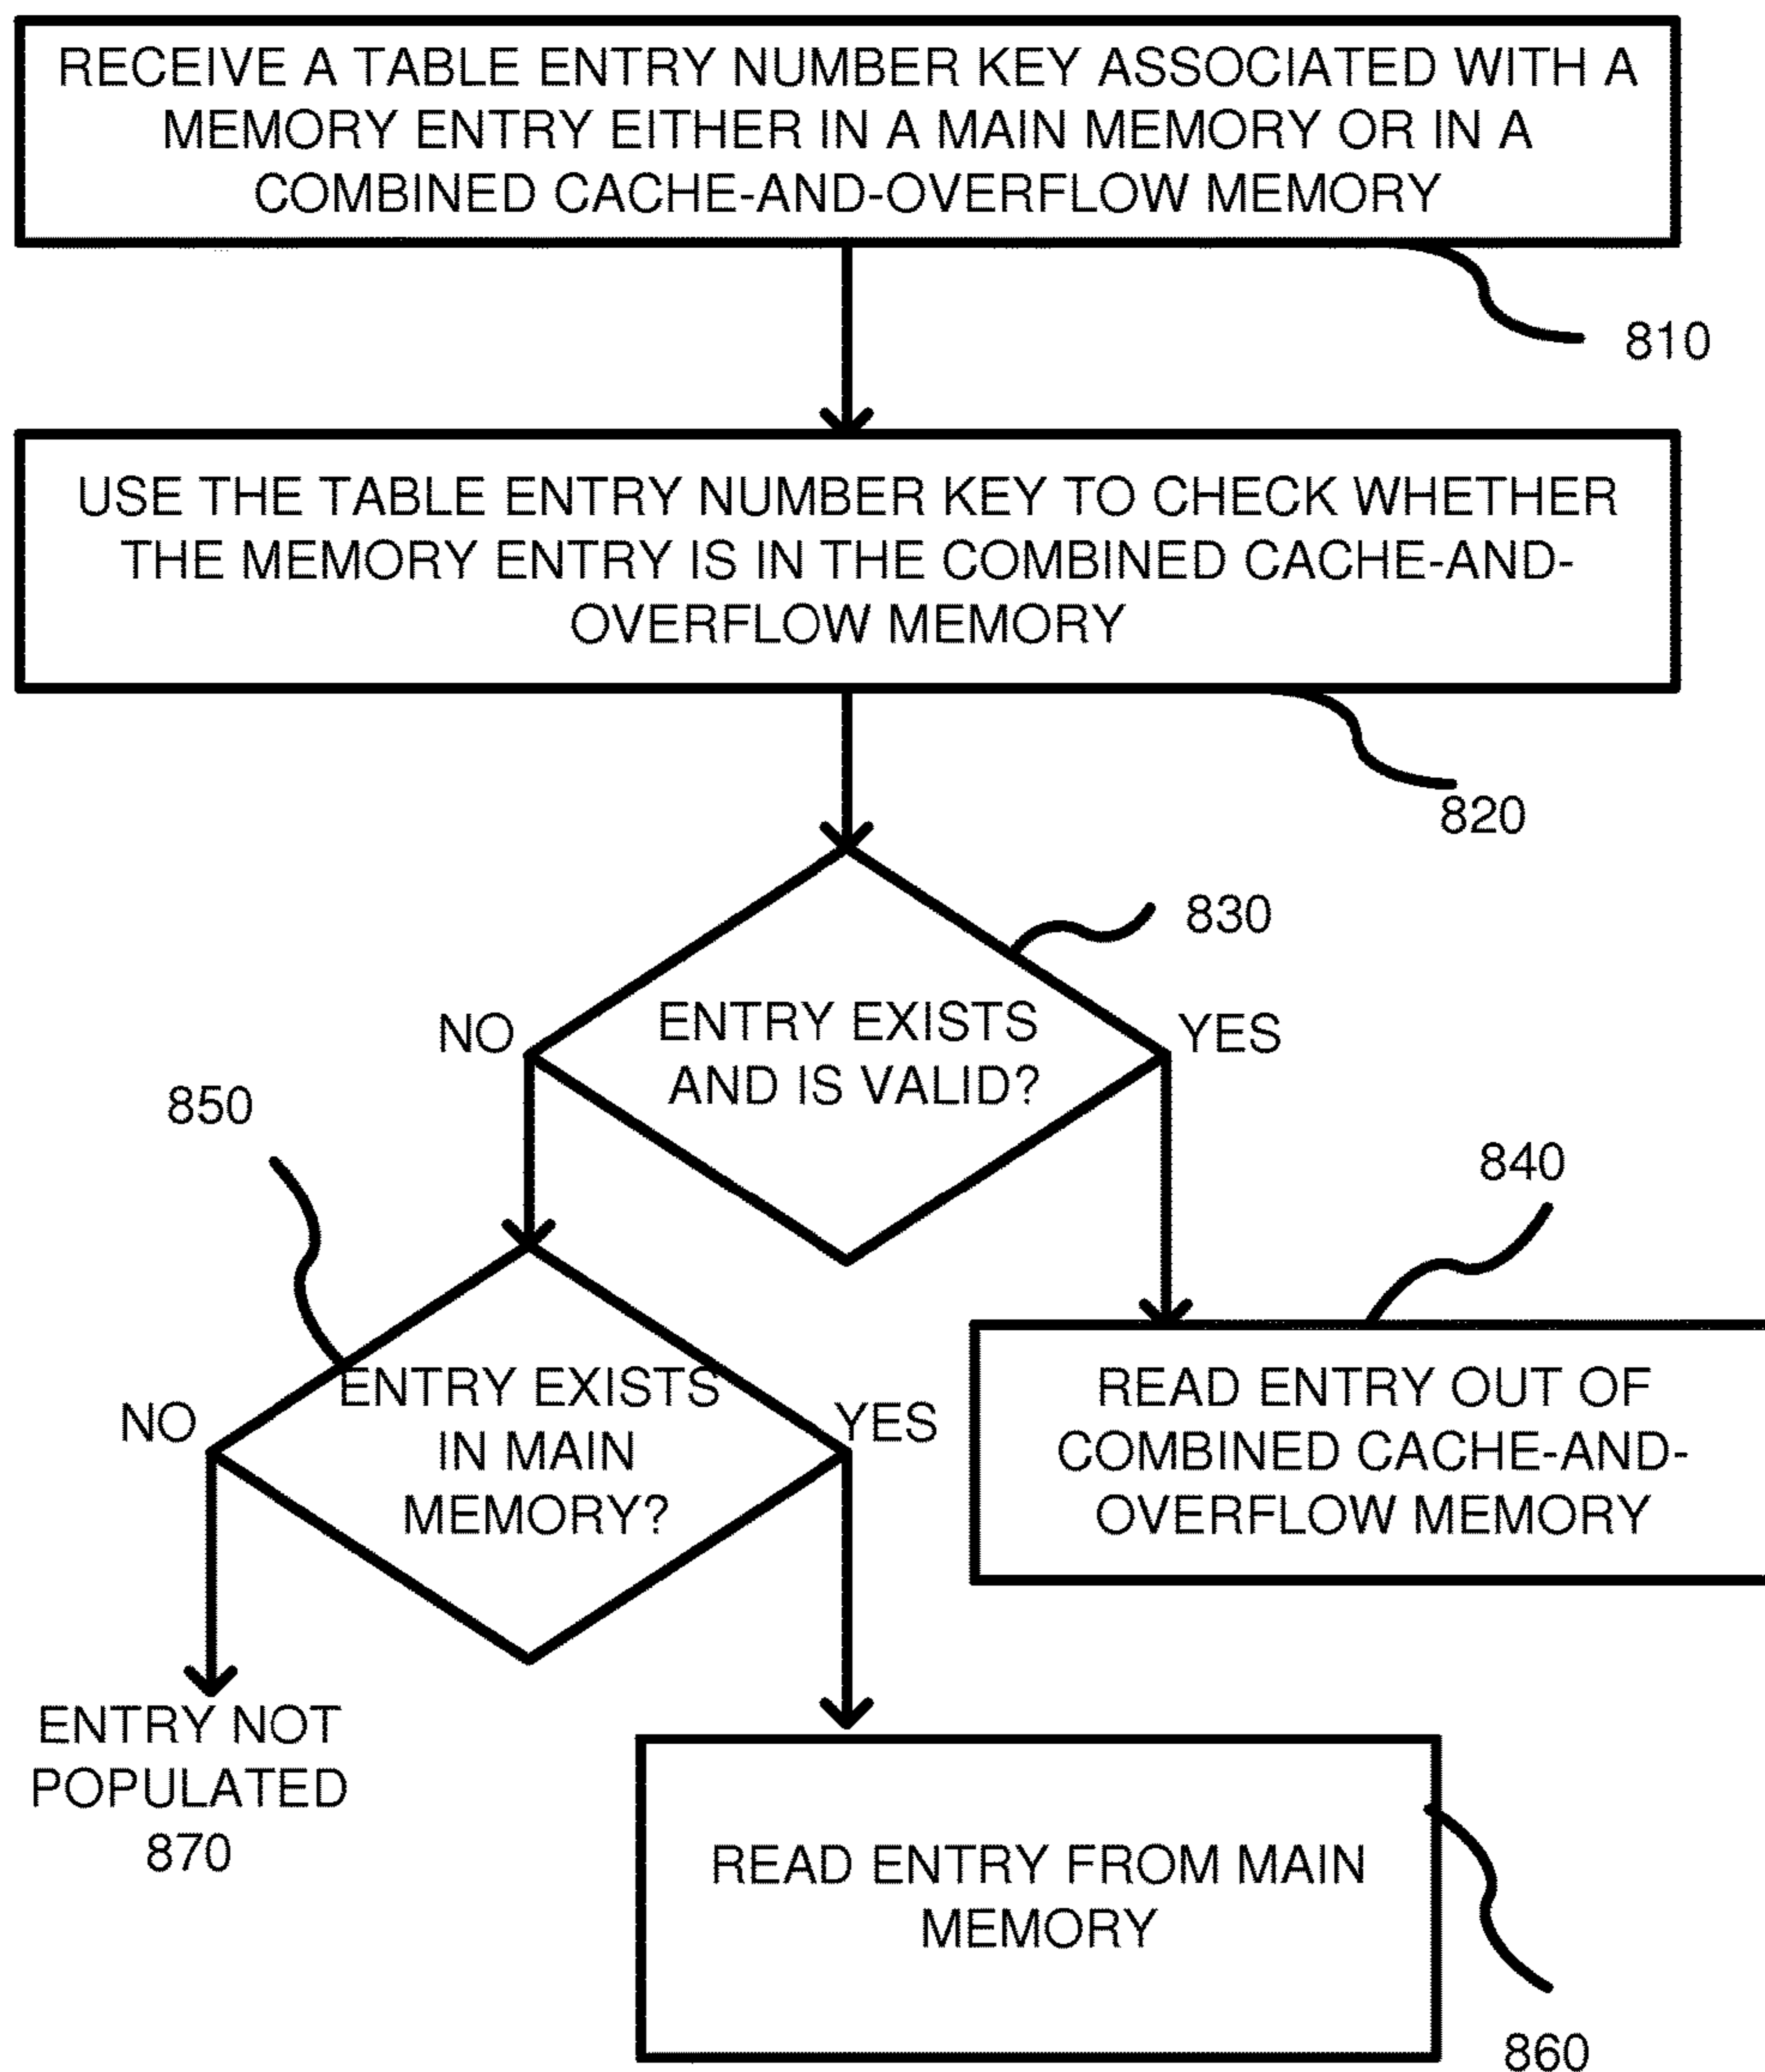 RECEIVE A TABLE ENTRY NUMBER KEY ASSOCIATED WITH A
MEMORY ENTRY EITHER IN A MAIN MEMORY OR IN A
COMBINED CACHE-AND-OVERFLOW MEMORY
810
USE THE TABLE ENTRY NUMBER KEY TO CHECK WHETHER
THE MEMORY ENTRY IS IN THE COMBINED CACHE-AND-
OVERFLOW MEMORY
820
830
NO
ENTRY EXISTS
AND IS VALID?
YES
850
840
NO
ENTRY EXISTS
IN MAIN
MEMORY?
YES
READ ENTRY OUT OF
COMBINED CACHE-AND-
OVERFLOW MEMORY
ENTRY NOT
POPULATED
870
READ ENTRY FROM MAIN
MEMORY
860